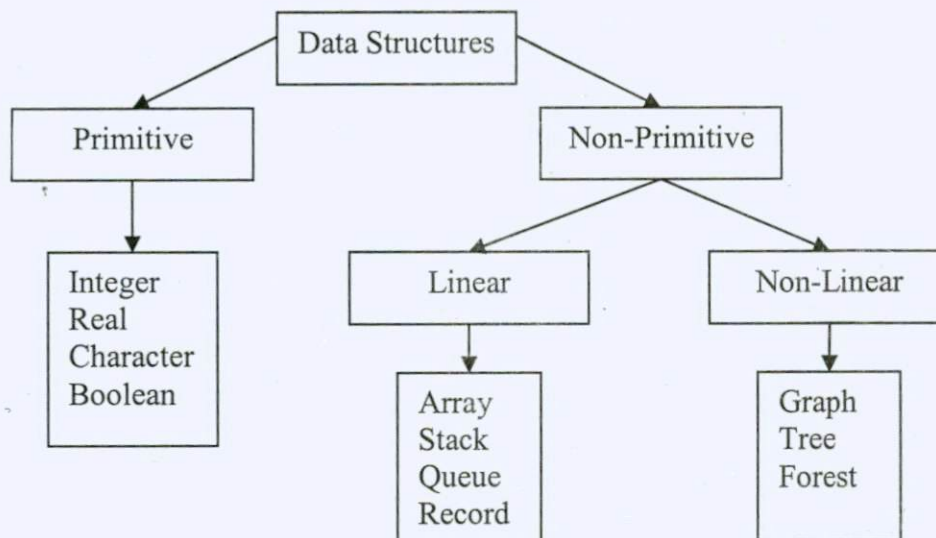 Data Structures
Primitive
Non-Primitive
Integer
Real
Character
Boolean
Linear
Non-Linear
Array
Stack
Queue
Record
Graph
Tree
Forest